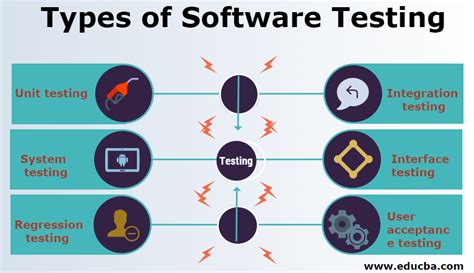 Types of Software Testing
Unit testing
Integration
testing
System
testing
Testing
Interface
testing
Regression
testing
User
acceptanc
e testing
www.educba.com